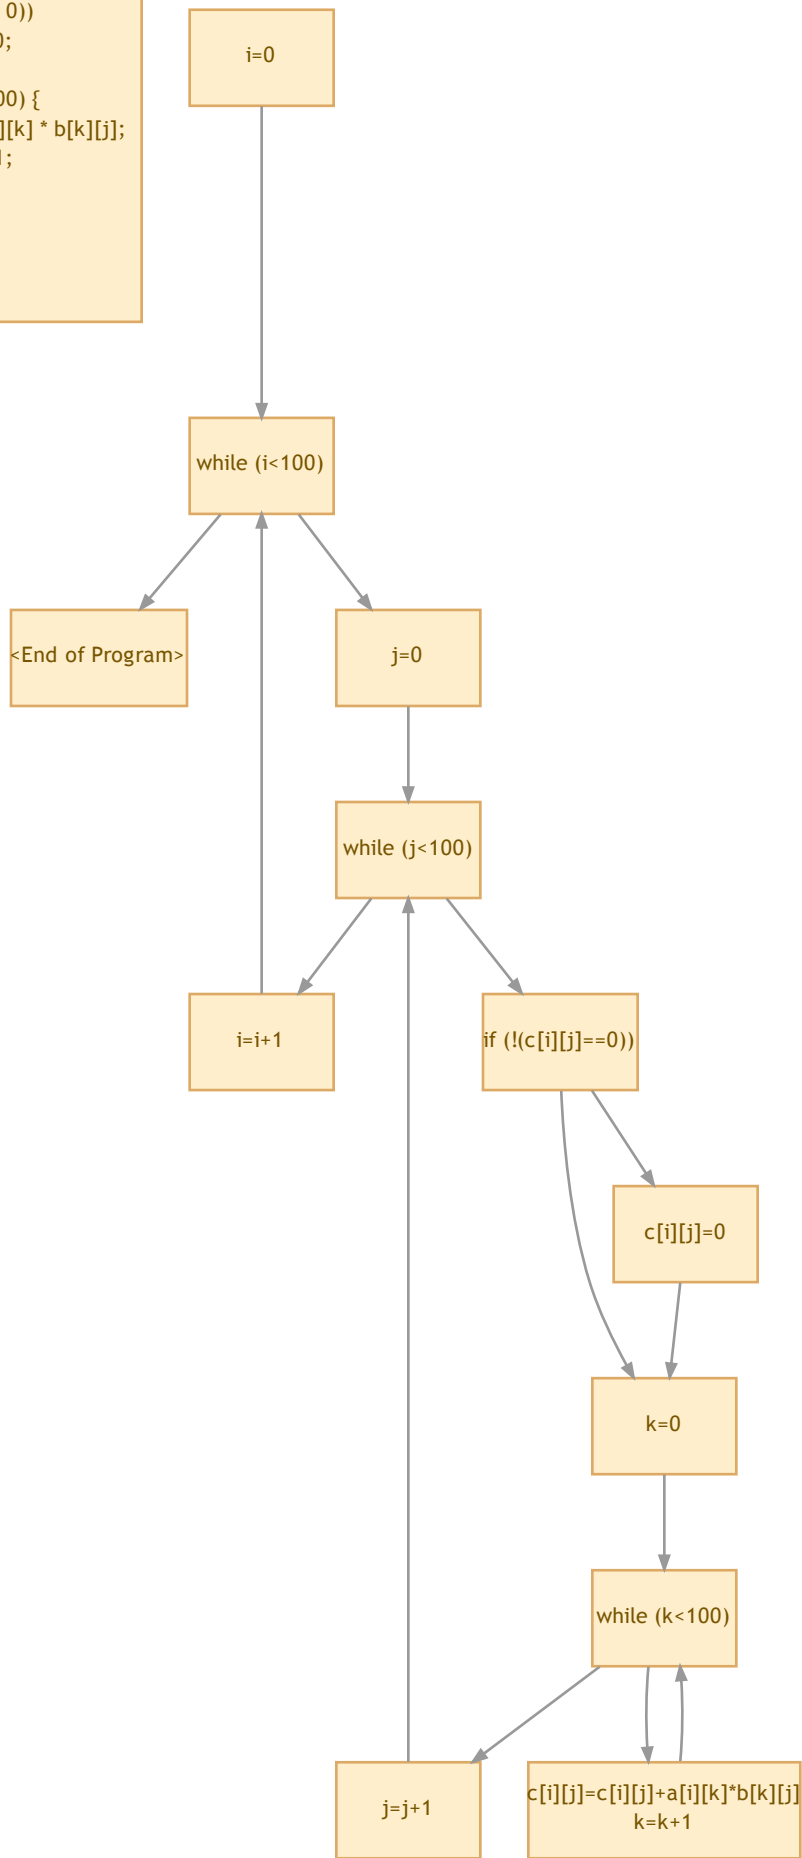 0))
0;
00) {
][k] * b[k][j];
1;
i=0
while (i<100)
<End of Program>
j=0
while (j<100)
i=i+1
if (!(c[i][j]==0))
c[i][j]=0
k=0
while (k<100)
j=j+1
c[i][j]=c[i][j]+a[i][k]*b[k][j]
k=k+1